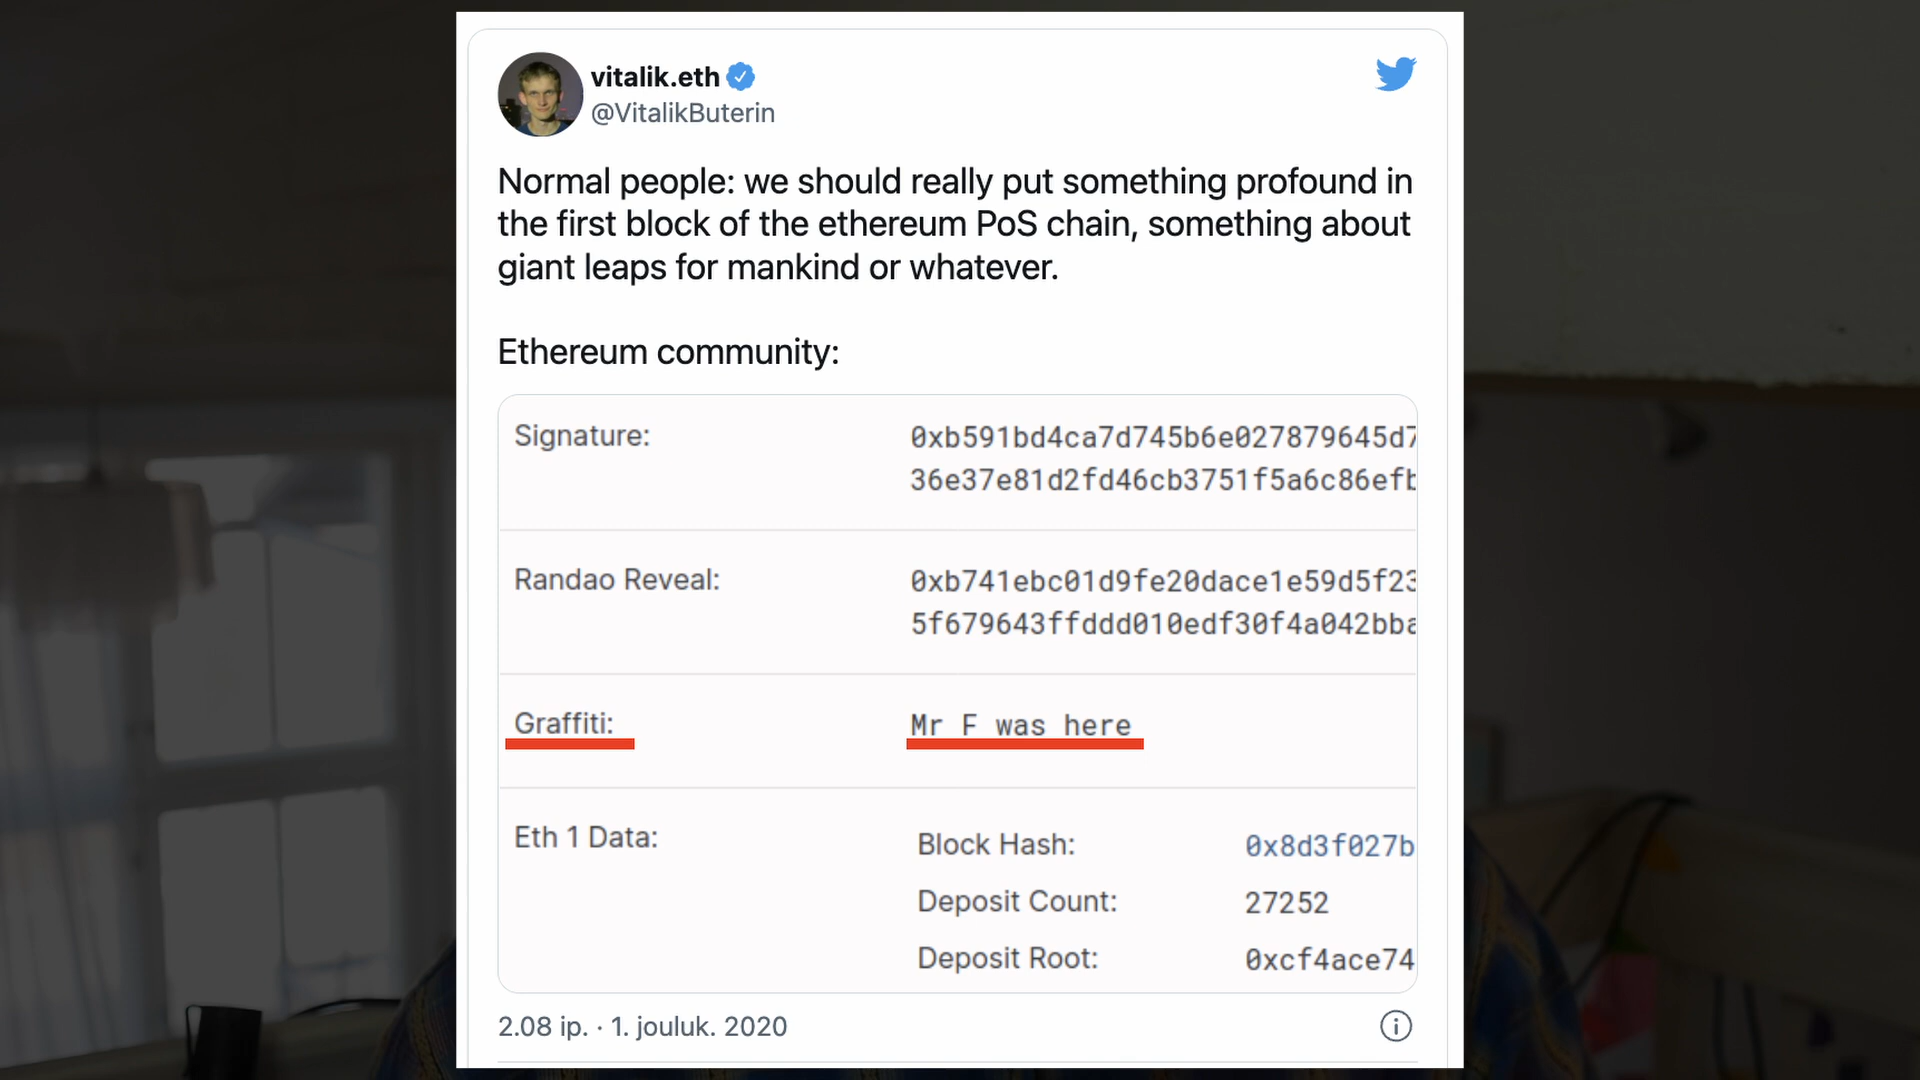 vitalik.eth
@VitalikButerin
Normal people: we should really put something profound in
the first block of the ethereum PoS chain, something about
giant leaps for mankind or whatever.
Ethereum community:
Signature: 0xb591bd4ca7d745b6e027879645d7
36e37e81d2fd46cb3751f5a6c86efb
Randao Reveal: 0xb741ebc01d9fe20dace1e59d5f23
5f679643ffddd010edf30f4a042bba
Graffiti: Mr F was here
Eth 1 Data: Block Hash: 0x8d3f027b
Deposit Count: 27252
Deposit Root: 0xcf4ace74
2.08 ip. · 1. jouluk. 2020